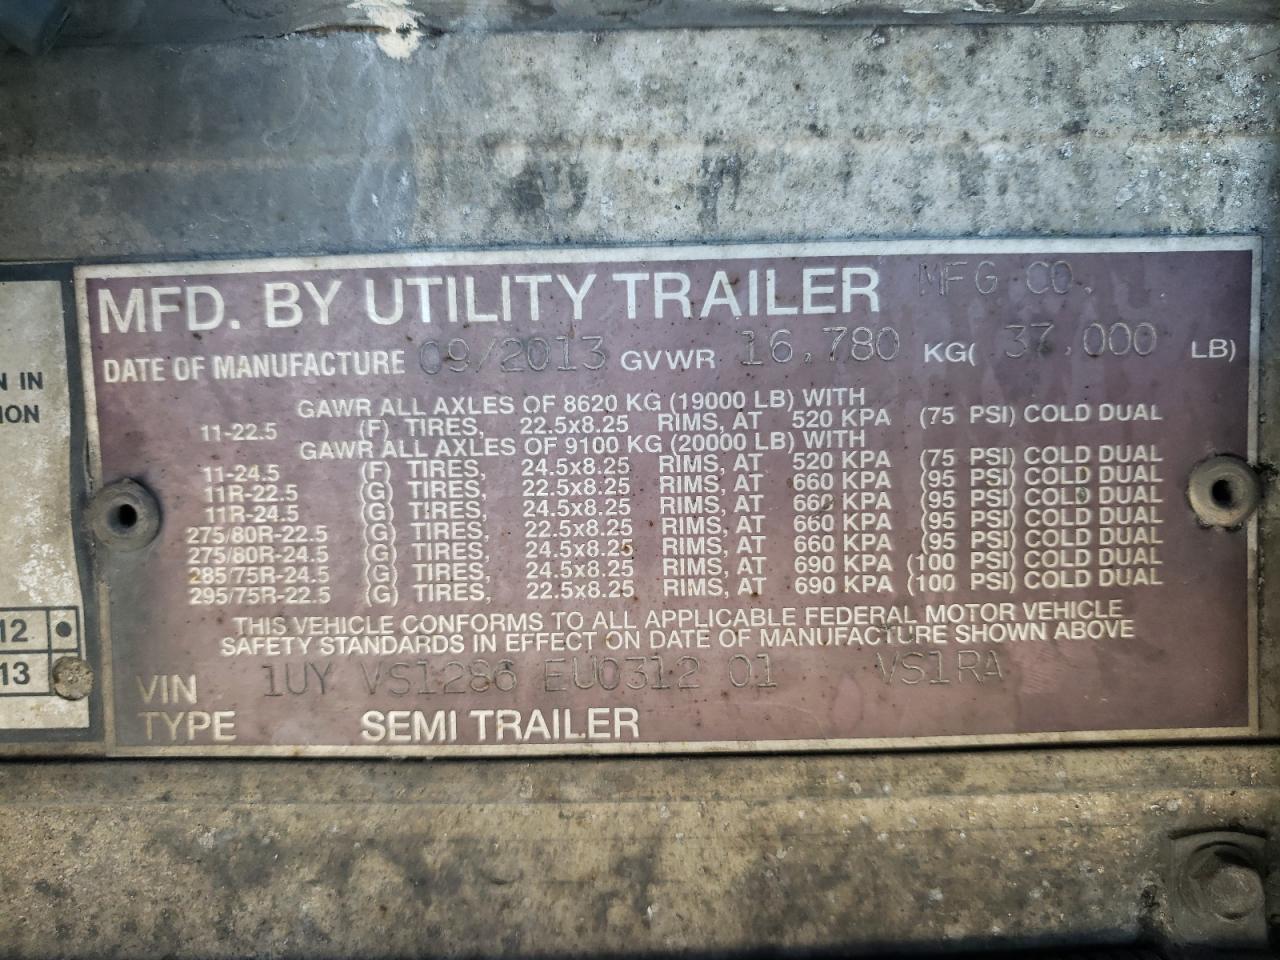 MFD. BY UTILITY TRAILER MFG CO.
DATE OF MANUFACTURE 09/2013 GVWR 16,780 KG( 37,000 LB)
GAWR ALL AXLES OF 8620 KG (19000 LB) WITH
11-22.5 (F) TIRES, 22.5x8.25 RIMS, AT 520 KPA (75 PSI) COLD DUAL
GAWR ALL AXLES OF 9100 KG (20000 LB) WITH
11-24.5 (F) TIRES, 24.5x8.25 RIMS, AT 520 KPA (75 PSI) COLD DUAL
11R-22.5 (G) TIRES, 22.5x8.25 RIMS, AT 660 KPA (95 PSI) COLD DUAL
11R-24.5 (G) TIRES, 24.5x8.25 RIMS, AT 660 KPA (95 PSI) COLD DUAL
275/80R-22.5 (G) TIRES, 22.5x8.25 RIMS, AT 660 KPA (95 PSI) COLD DUAL
275/80R-24.5 (G) TIRES, 24.5x8.25 RIMS, AT 660 KPA (95 PSI) COLD DUAL
285/75R-24.5 (G) TIRES, 24.5x8.25 RIMS, AT 690 KPA (100 PSI) COLD DUAL
295/75R-22.5 (G) TIRES, 22.5x8.25 RIMS, AT 690 KPA (100 PSI) COLD DUAL
THIS VEHICLE CONFORMS TO ALL APPLICABLE FEDERAL MOTOR VEHICLE
SAFETY STANDARDS IN EFFECT ON DATE OF MANUFACTURE SHOWN ABOVE
VIN 1UY VS1286 EU0312 01 VS1RA
TYPE SEMI TRAILER
IN
12
13